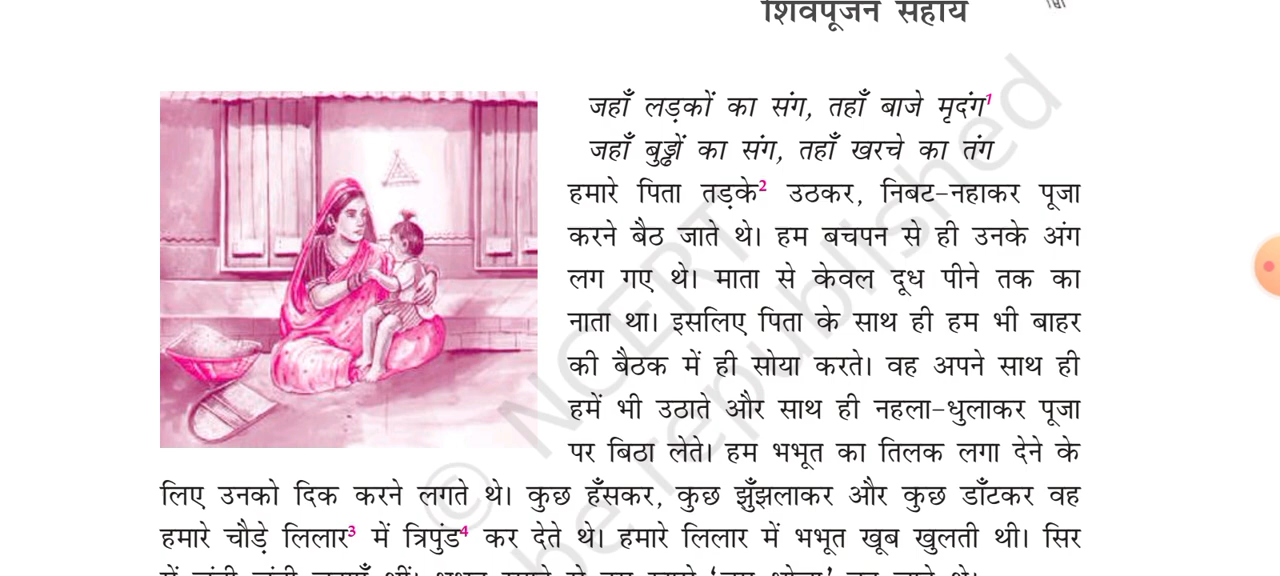 शिवपूजन सहाय
जहाँ लड़कों का संग, तहाँ बाजे मृदंग¹
जहाँ बुड्ढों का संग, तहाँ खरचे का तंग
हमारे पिता तड़के² उठकर, निबट-नहाकर पूजा
करने बैठ जाते थे। हम बचपन से ही उनके अंग
लग गए थे। माता से केवल दूध पीने तक का
नाता था। इसलिए पिता के साथ ही हम भी बाहर
की बैठक में ही सोया करते। वह अपने साथ ही
हमें भी उठाते और साथ ही नहला-धुलाकर पूजा
पर बिठा लेते। हम भभूत का तिलक लगा देने के
लिए उनको दिक करने लगते थे। कुछ हँसकर, कुछ झुँझलाकर और कुछ डाँटकर वह
हमारे चौड़े लिलार³ में त्रिपुंड⁴ कर देते थे। हमारे लिलार में भभूत खूब खुलती थी। सिर
© NCERT
be republished